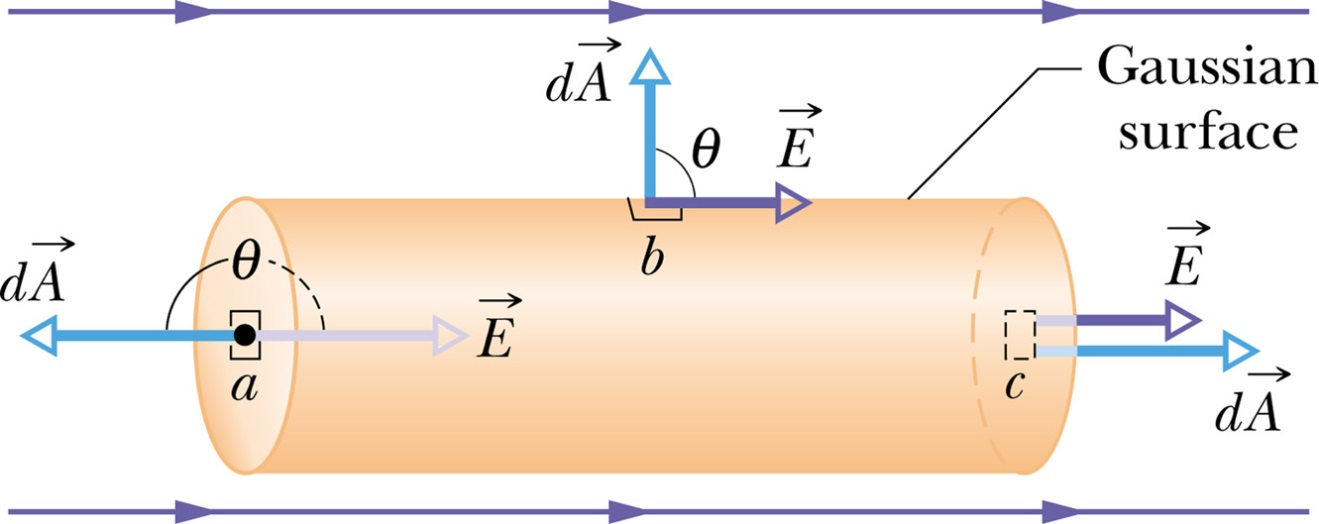 dA⃗
Gaussian
surface
θ
E⃗
b
dA⃗
θ
E⃗
a
E⃗
c
dA⃗